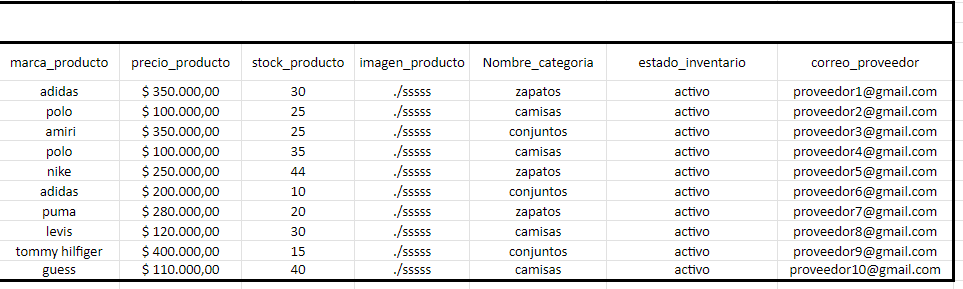 marca_producto precio_producto stock_producto imagen_producto Nombre_categoria estado_inventario correo_proveedor
adidas $ 350.000,00 30 ./sssss zapatos activo proveedor1@gmail.com
polo $ 100.000,00 25 ./sssss camisas activo proveedor2@gmail.com
amiri $ 350.000,00 25 ./sssss conjuntos activo proveedor3@gmail.com
polo $ 100.000,00 35 ./sssss camisas activo proveedor4@gmail.com
nike $ 250.000,00 44 ./sssss zapatos activo proveedor5@gmail.com
adidas $ 200.000,00 10 ./sssss conjuntos activo proveedor6@gmail.com
puma $ 280.000,00 20 ./sssss zapatos activo proveedor7@gmail.com
levis $ 120.000,00 30 ./sssss camisas activo proveedor8@gmail.com
tommy hilfiger $ 400.000,00 15 ./sssss conjuntos activo proveedor9@gmail.com
guess $ 110.000,00 40 ./sssss camisas activo proveedor10@gmail.com